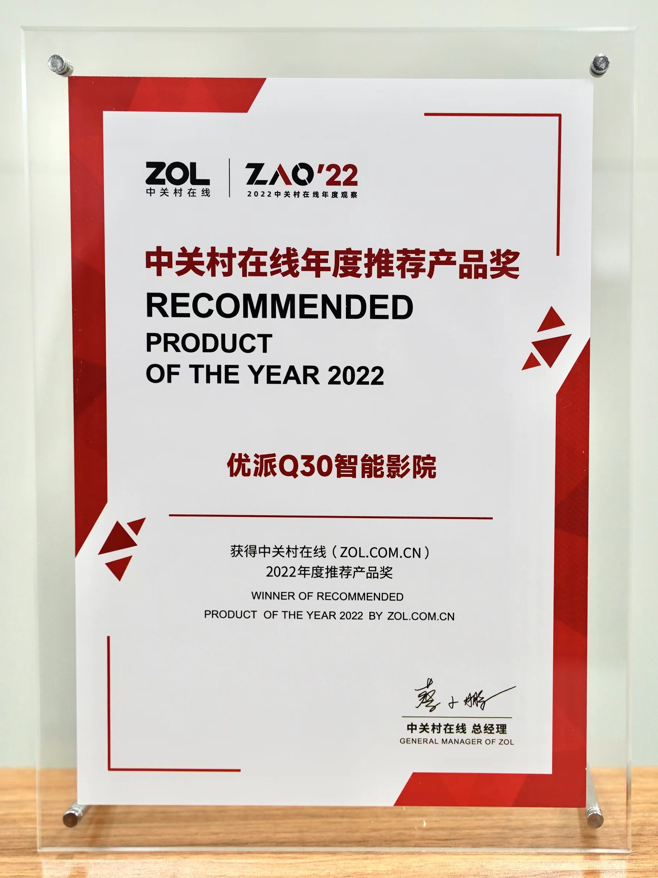 ZOL
中关村在线
ZAO'22
2022中关村在线年度观察
中关村在线年度推荐产品奖
RECOMMENDED
PRODUCT
OF THE YEAR 2022
优派Q30智能影院
获得中关村在线（ZOL.COM.CN）
2022年度推荐产品奖
WINNER OF RECOMMENDED
PRODUCT OF THE YEAR 2022 BY ZOL.COM.CN
中关村在线 总经理
GENERAL MANAGER OF ZOL